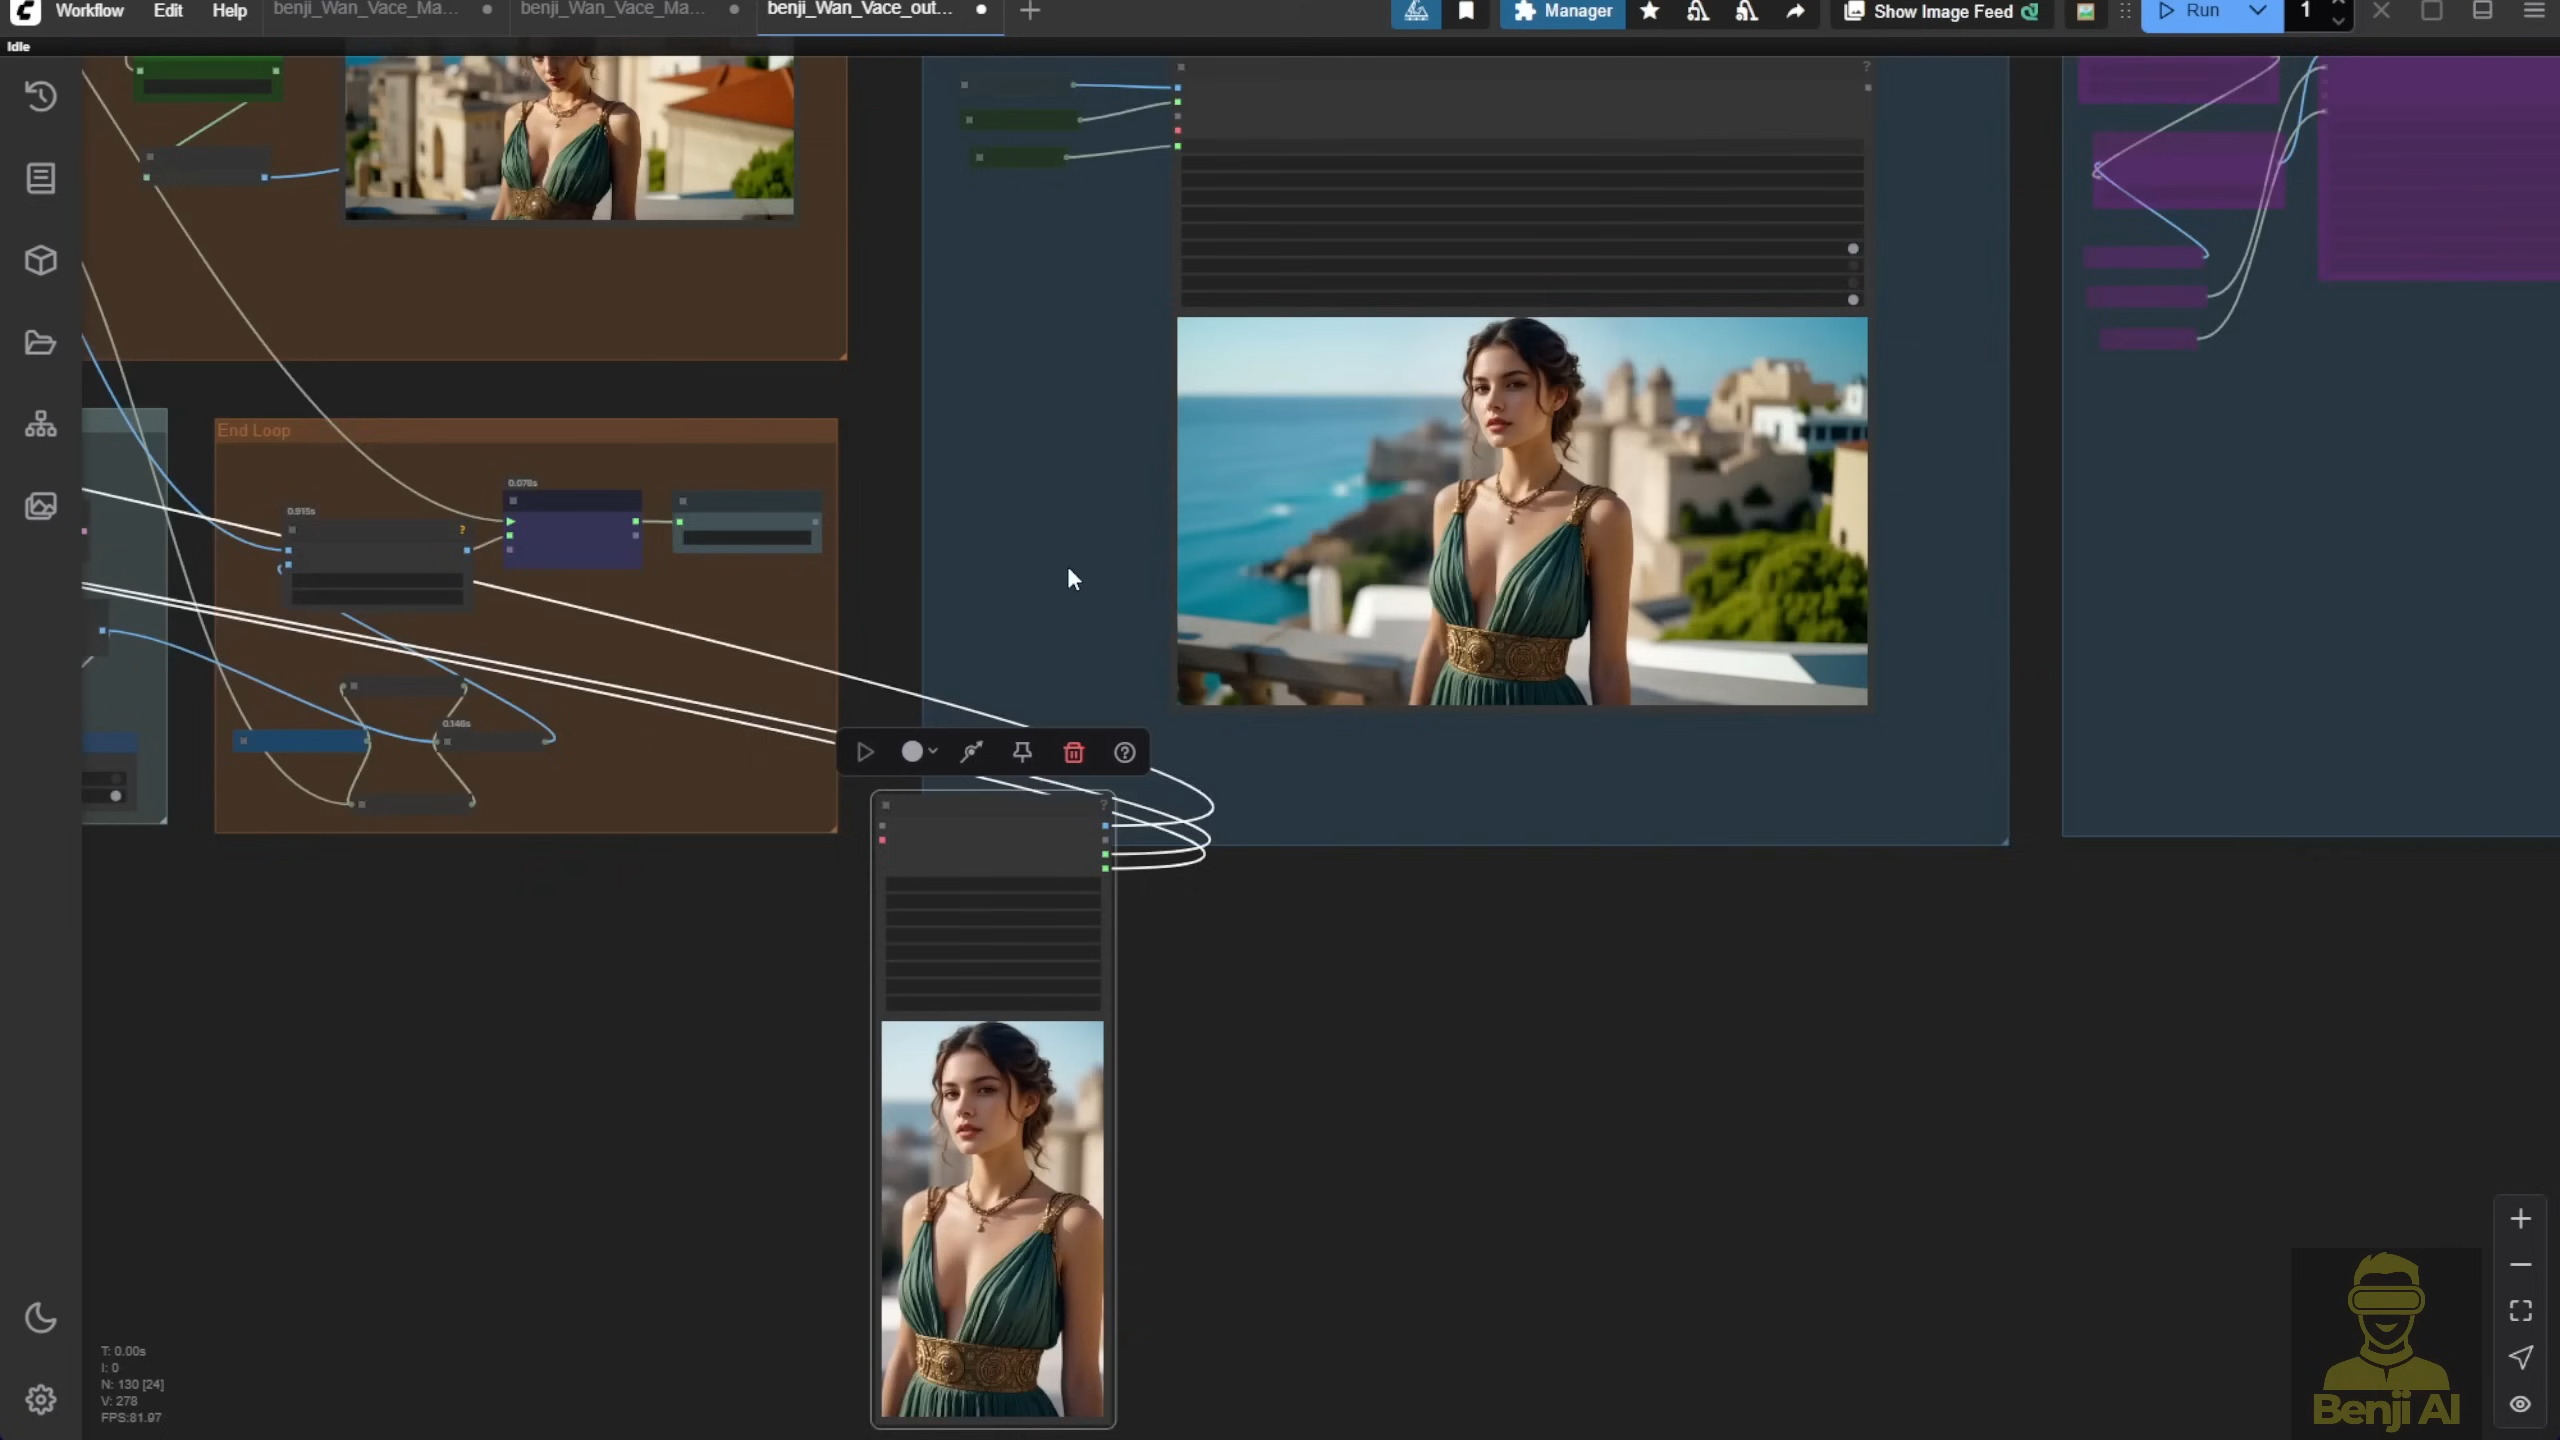 Workflow Edit Help benji_Wan_Vace_Ma... benji_Wan_Vace_Ma... benji_Wan_Vace_out... Manager Show Image Feed Run 1
Idle
End Loop
0.078s
0.915s
?
0.146s
?
?
T: 0.00s
I: 0
N: 130 [24]
V: 278
FPS:81.97
Benji AI